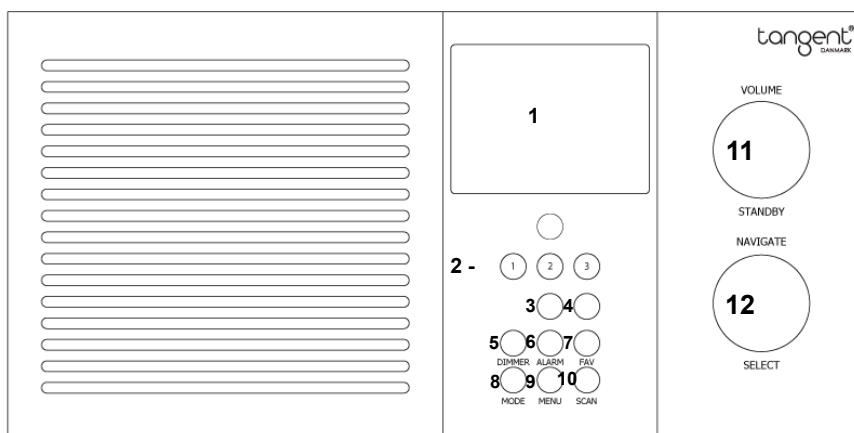 tangent®
DANMARK
VOLUME
1
11
STANDBY
NAVIGATE
2 - 1 2 3
3 4
12
5 6 7
DIMMER ALARM FAV
SELECT
8 9 10
MODE MENU SCAN